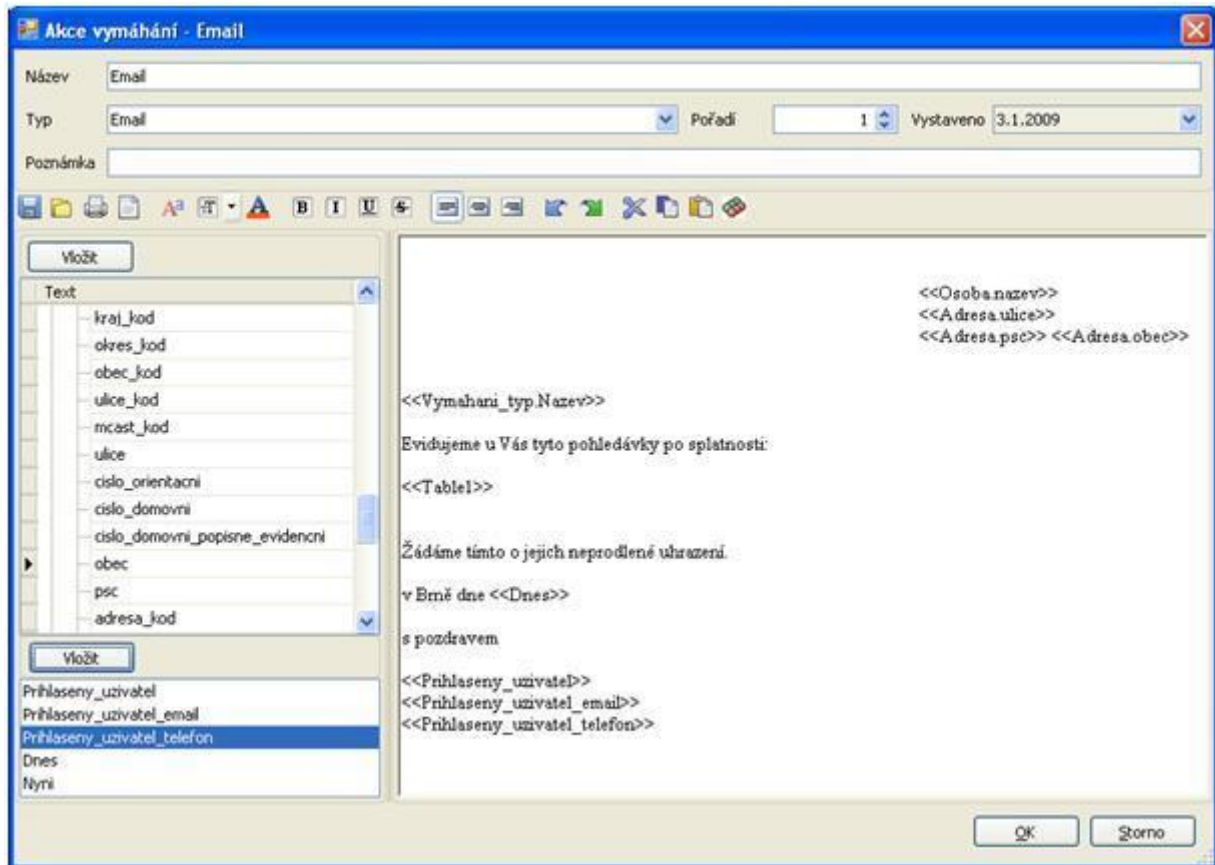 Akce vymáhání - Email
Název Email
Typ Email Pořadí 1 Vystaveno 3.1.2009
Poznámka
Vložit
Text
kraj_kod
okres_kod
obec_kod
ulice_kod
mcast_kod
ulice
cislo_orientacni
cislo_domovni
cislo_domovni_popisne_evidencni
obec
psc
adresa_kod
Vložit
Prihlaseny_uzivatel
Prihlaseny_uzivatel_email
Prihlaseny_uzivatel_telefon
Dnes
Nyni
<<Osoba.nazev>>
<<Adresa.ulice>>
<<Adresa.psc>> <<Adresa.obec>>
<<Vymahani_typ.Nazev>>
Evidujeme u Vás tyto pohledávky po splatnosti:
<<Table1>>
Žádáme tímto o jejich neprodlené uhrazení.
v Brně dne <<Dnes>>
s pozdravem
<<Prihlaseny_uzivatel>>
<<Prihlaseny_uzivatel_email>>
<<Prihlaseny_uzivatel_telefon>>
OK Storno